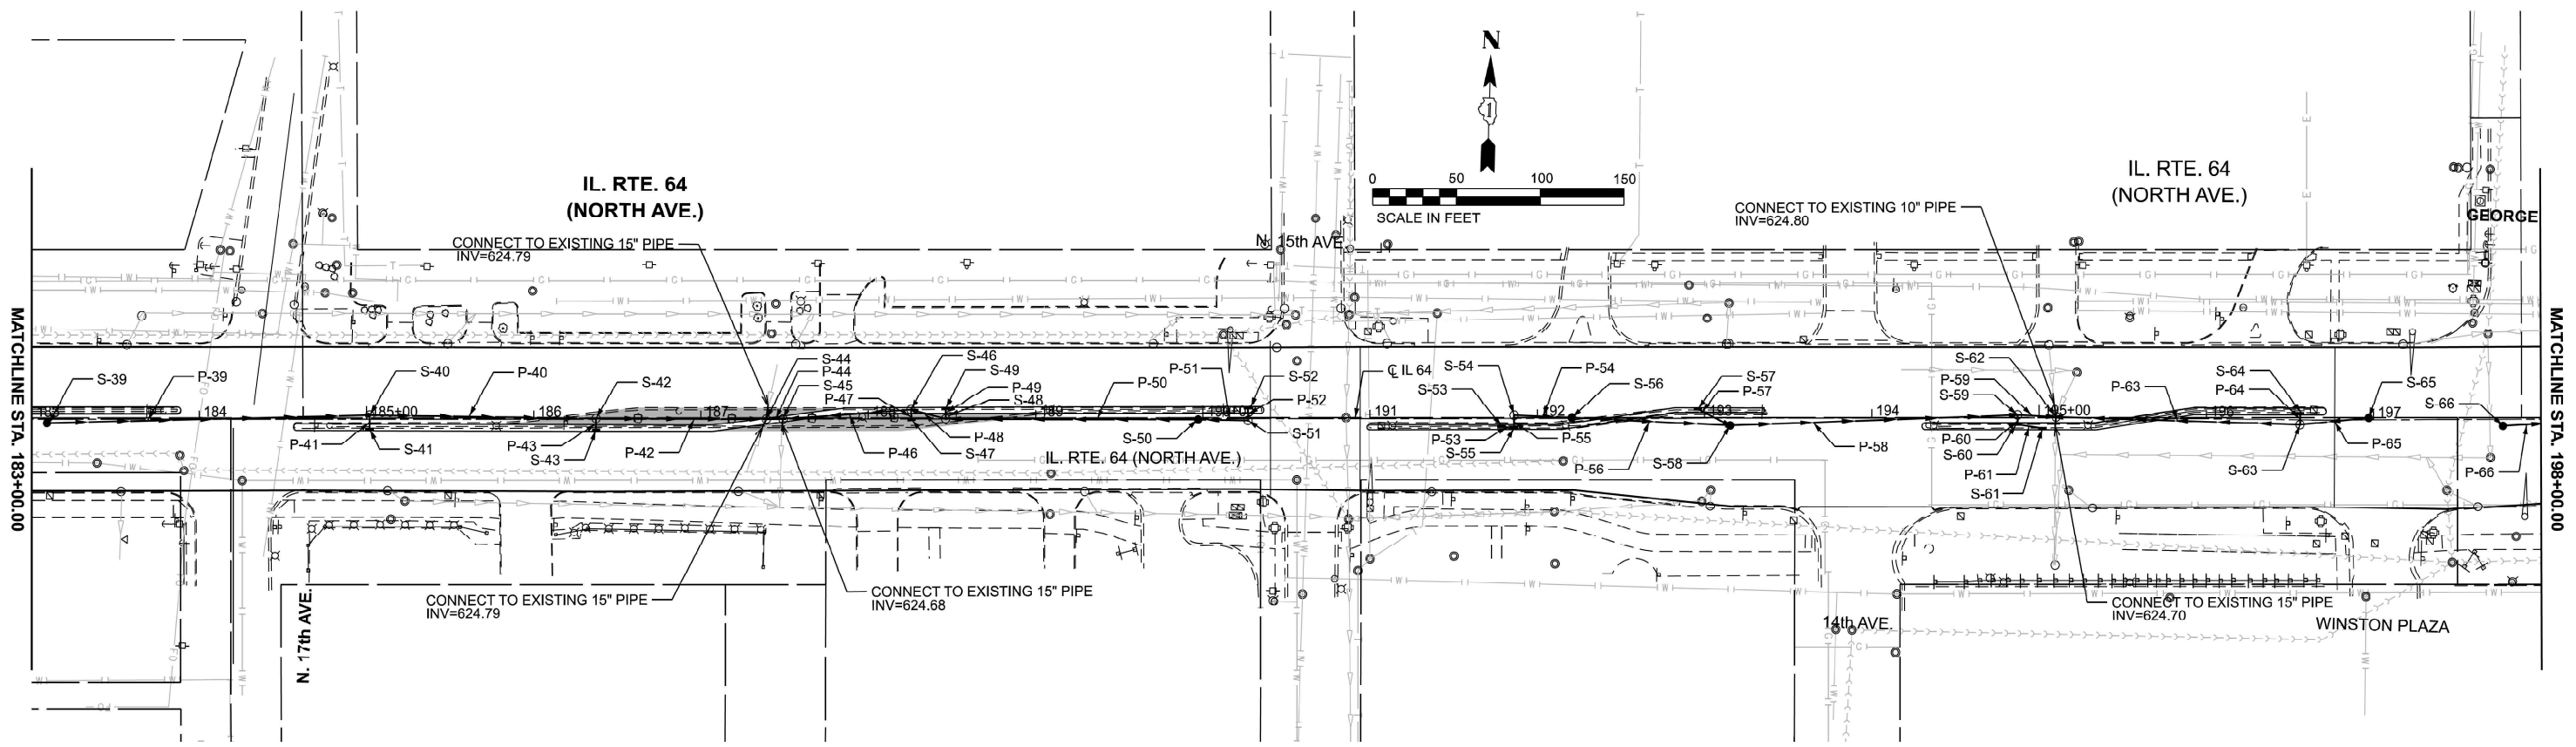 N
1
0 50 100 150
SCALE IN FEET
IL. RTE. 64
(NORTH AVE.)
IL. RTE. 64
(NORTH AVE.)
CONNECT TO EXISTING 10" PIPE
INV=624.80
GEORGE
CONNECT TO EXISTING 15" PIPE
INV=624.79
N. 15th AVE.
MATCHLINE STA. 183+00.00
MATCHLINE STA. 198+00.00
S-39
P-39
S-40
P-40
S-42
S-44
P-44
S-45
P-47
S-46
S-49
P-49
S-48
P-50
P-51
S-52
P-52
℄ IL 64
S-54
S-53
P-54
S-56
S-57
P-57
S-62
P-59
S-59
P-63
S-64
P-64
S-65
S-66
183
184
185+00
186
187
188
189
190+00
191
192
193
194
195+00
196
197
P-41
S-41
P-43
S-43
P-42
P-46
P-48
S-47
S-50
S-51
P-53
S-55
P-55
P-56
S-58
P-58
P-60
S-60
P-61
S-61
S-63
P-65
P-66
IL. RTE. 64 (NORTH AVE.)
N. 17th AVE.
CONNECT TO EXISTING 15" PIPE
INV=624.79
CONNECT TO EXISTING 15" PIPE
INV=624.68
14th AVE.
CONNECT TO EXISTING 15" PIPE
INV=624.70
WINSTON PLAZA